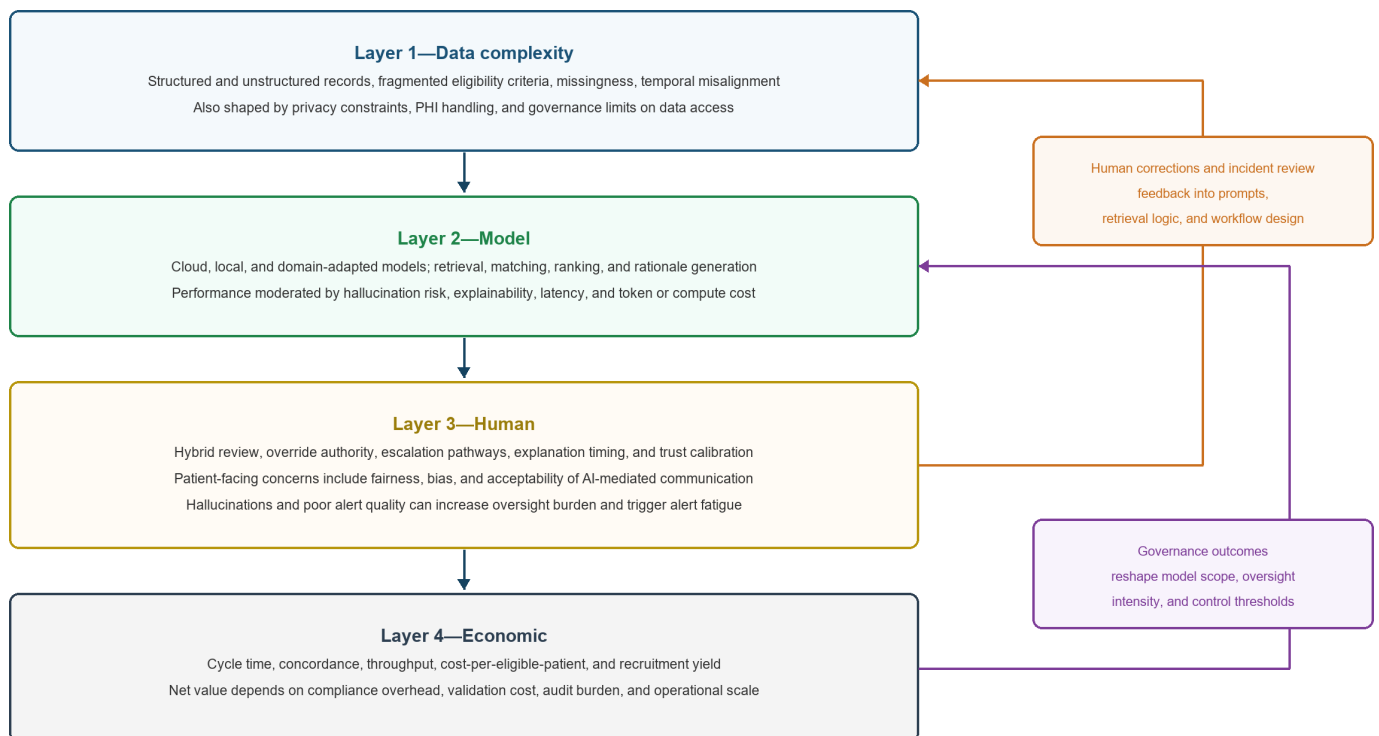 Layer 1—Data complexity
Structured and unstructured records, fragmented eligibility criteria, missingness, temporal misalignment
Also shaped by privacy constraints, PHI handling, and governance limits on data access
Human corrections and incident review
feedback into prompts,
retrieval logic, and workflow design
Layer 2—Model
Cloud, local, and domain-adapted models; retrieval, matching, ranking, and rationale generation
Performance moderated by hallucination risk, explainability, latency, and token or compute cost
Layer 3—Human
Hybrid review, override authority, escalation pathways, explanation timing, and trust calibration
Patient-facing concerns include fairness, bias, and acceptability of AI-mediated communication
Hallucinations and poor alert quality can increase oversight burden and trigger alert fatigue
Governance outcomes
reshape model scope, oversight
intensity, and control thresholds
Layer 4—Economic
Cycle time, concordance, throughput, cost-per-eligible-patient, and recruitment yield
Net value depends on compliance overhead, validation cost, audit burden, and operational scale